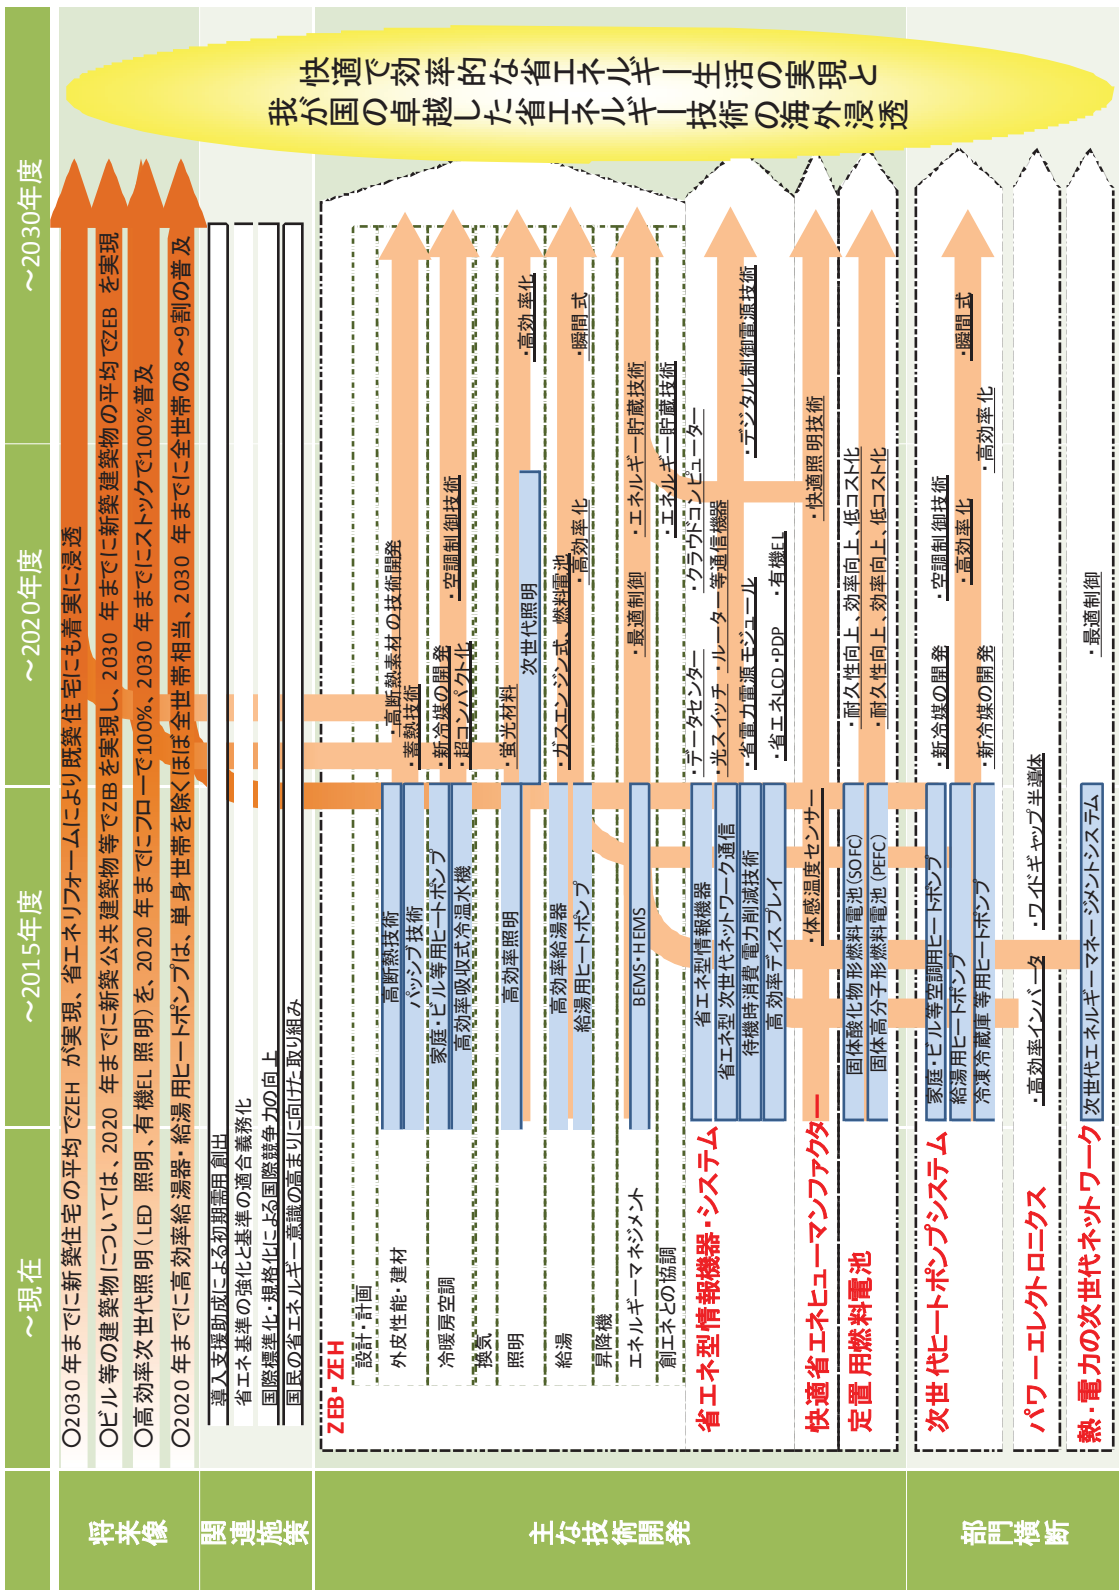 ～現在
～2015年度
～2020年度
～2030年度
将来像
○2030年までに新築住宅の平均でZEH が実現、省エネリフォームにより既築住宅にも着実に浸透
○ビル等の建築物については、2020 年までに新築公共建築物等でZEBを実現し、2030 年までに新築建築物の平均でZEB を実現
○高効率次世代照明(LED 照明、有機EL 照明)を、2020 年までにフローで100%、2030 年までにストックで100%普及
○2020年までに高効率給湯器・給湯用ヒートポンプは、単身世帯を除くほぼ全世帯相当、2030 年までに全世帯の8～9割の普及
関連施策
導入支援助成による初期需用創出
省エネ基準の強化と基準の適合義務化
国際標準化・規格化による国際競争力の向上
国民の省エネルギー意識の高まりに向けた取り組み
快適で効率的な省エネルギー生活の実現と
我が国の卓越した省エネルギー技術の海外浸透
主な技術開発
ZEB・ZEH
設計・計画
外皮性能・建材
高断熱技術
パッシブ技術
・高断熱素材の技術開発
・蓄熱技術
冷暖房空調
家庭・ビル等用ヒートポンプ
高効率吸収式冷温水機
・新冷媒の開発
・超コンパクト化
・空調制御技術
換気
照明
高効率照明
・蛍光材料
次世代照明
・高効率化
給湯
高効率給湯器
給湯用ヒートポンプ
・ガスエンジン式、燃料電池
・高効率化
・瞬間式
昇降機
エネルギーマネジメント
BEMS・HEMS
・最適制御
・エネルギー貯蔵技術
創エネとの協調
・エネルギー貯蔵技術
省エネ型情報機器・システム
省エネ型情報機器
省エネ型次世代ネットワーク通信
待機時消費電力削減技術
高効率ディスプレイ
・データセンター
・クラウドコンピューター
・光スイッチ
・ルーター等通信機器
・省電力電源モジュール
・デジタル制御電源技術
・省エネLCD・PDP
・有機EL
快適省エネヒューマンファクター
・体感温度センサー
・快適照明技術
定置用燃料電池
固体酸化物形燃料電池(SOFC)
固体高分子形燃料電池(PEFC)
・耐久性向上、効率向上、低コスト化
・耐久性向上、効率向上、低コスト化
部門横断
次世代ヒートポンプシステム
家庭・ビル等空調用ヒートポンプ
給湯用ヒートポンプ
冷凍冷蔵庫等用ヒートポンプ
・新冷媒の開発
・空調制御技術
・高効率化
・瞬間式
・新冷媒の開発
・高効率化
パワーエレクトロニクス
・高効率インバータ
・ワイドギャップ半導体
熱・電力の次世代ネットワーク
次世代エネルギーマネージメントシステム
・最適制御